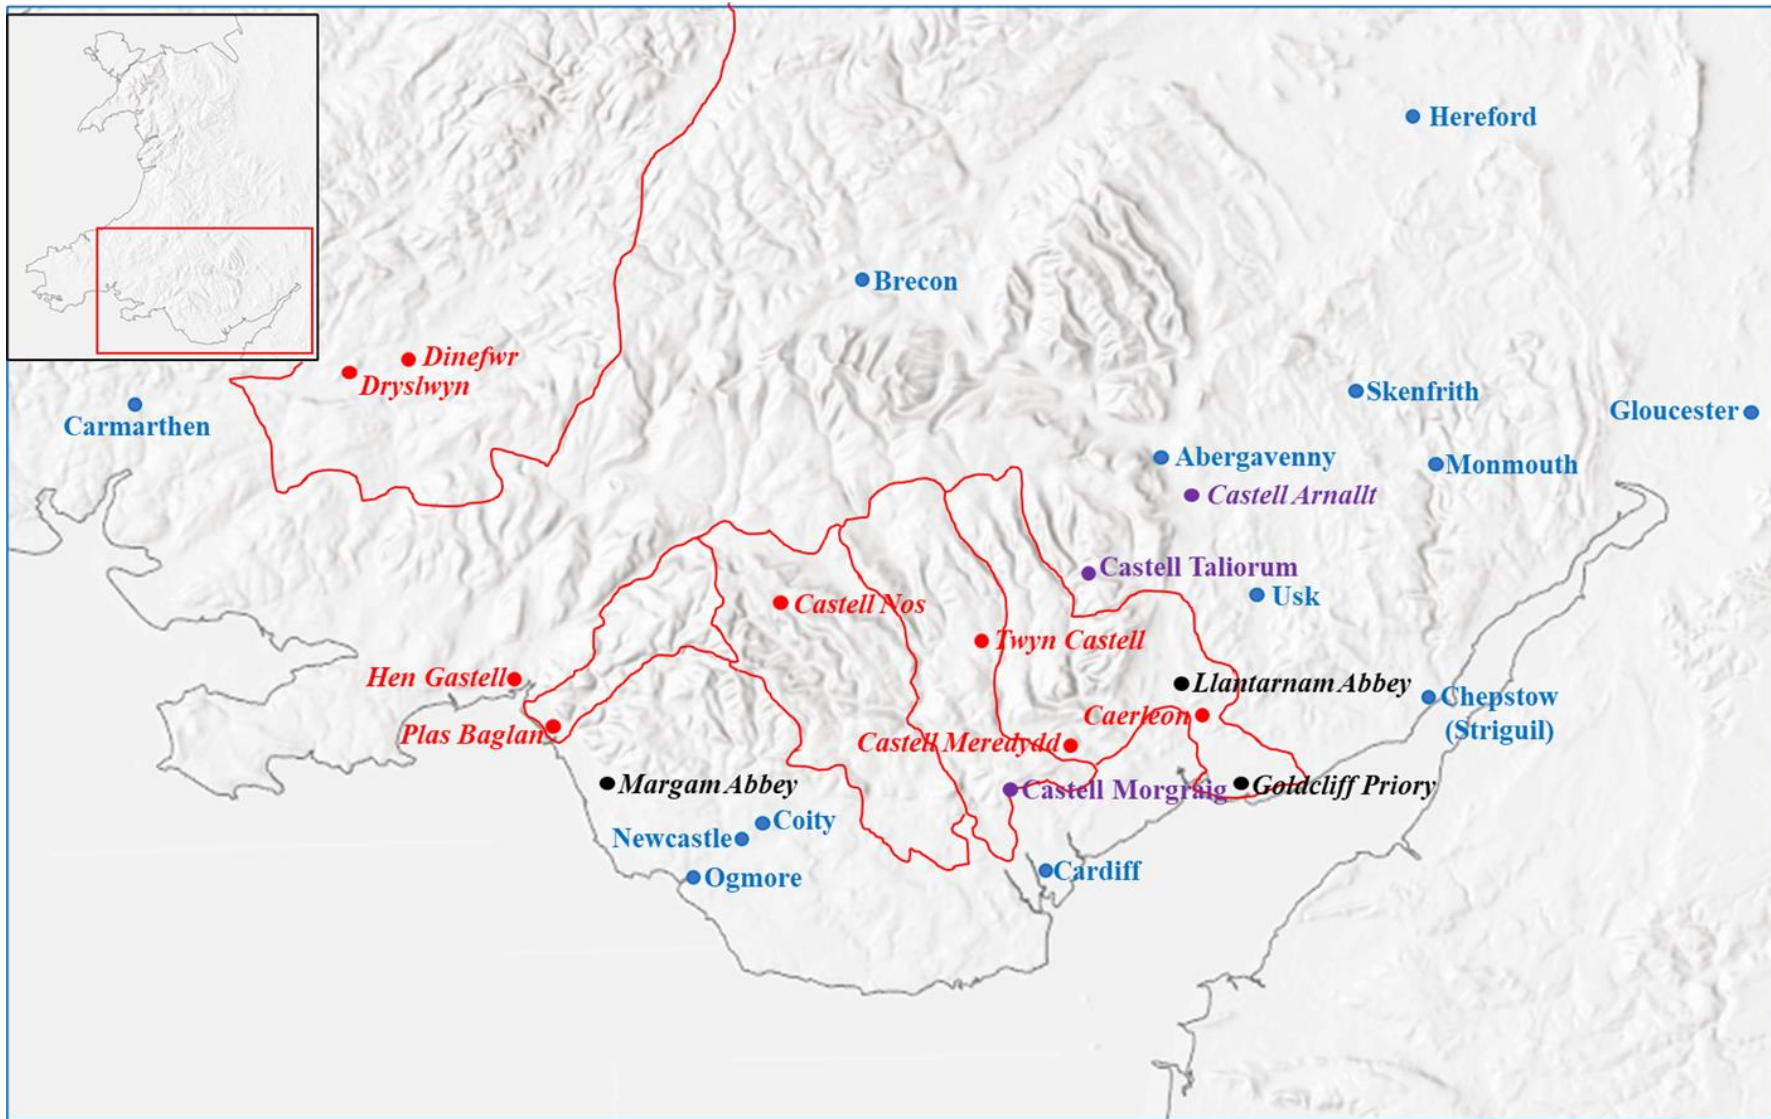 Hereford
Brecon
Dinefwr
Dryslwyn
Carmarthen
Skenfrith
Gloucester
Abergavenny
Monmouth
Castell Arnallt
Castell Taliorum
Usk
Castell Nos
Twyn Castell
Hen Gastell
Llantarnam Abbey
Chepstow
(Striguil)
Caerleon
Plas Baglan
Castell Meredydd
Margam Abbey
Castell Morgraig
Goldcliff Priory
Coity
Newcastle
Ogmore
Cardiff